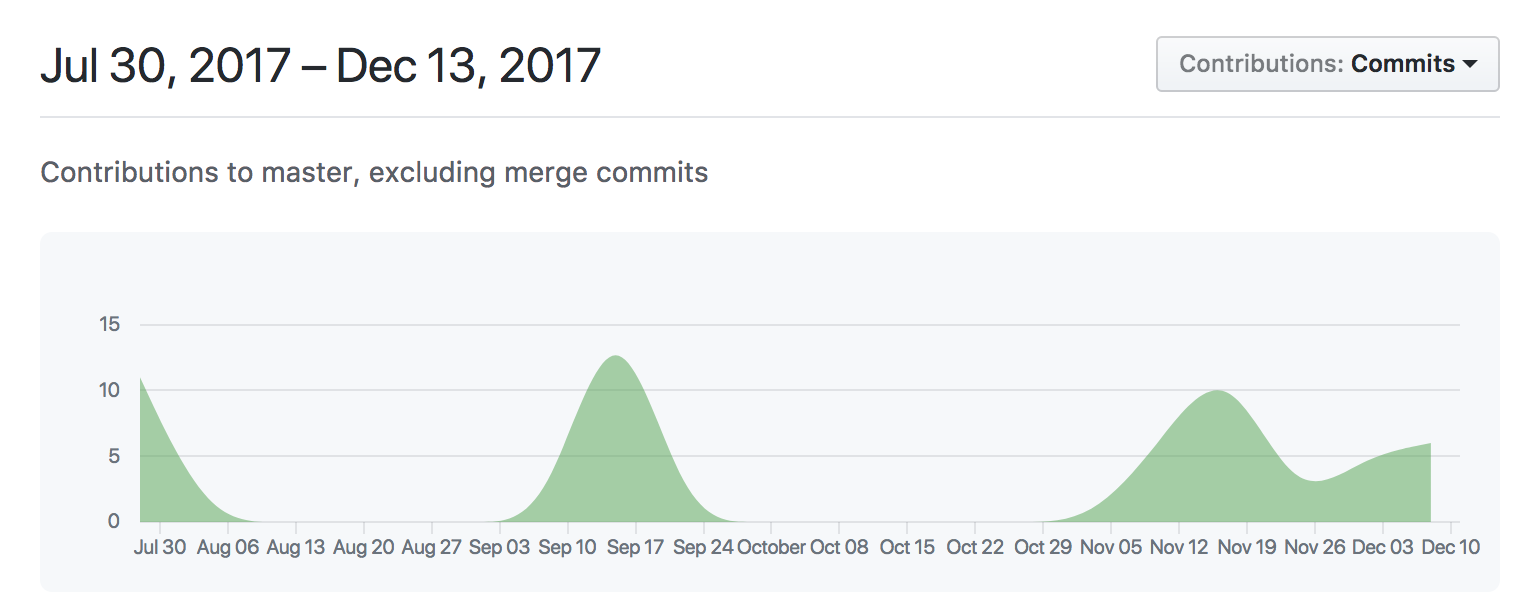 Jul 30, 2017 – Dec 13, 2017
Contributions: Commits
Contributions to master, excluding merge commits
15
10
5
0
Jul 30 Aug 06 Aug 13 Aug 20 Aug 27 Sep 03 Sep 10 Sep 17 Sep 24 October Oct 08 Oct 15 Oct 22 Oct 29 Nov 05 Nov 12 Nov 19 Nov 26 Dec 03 Dec 10